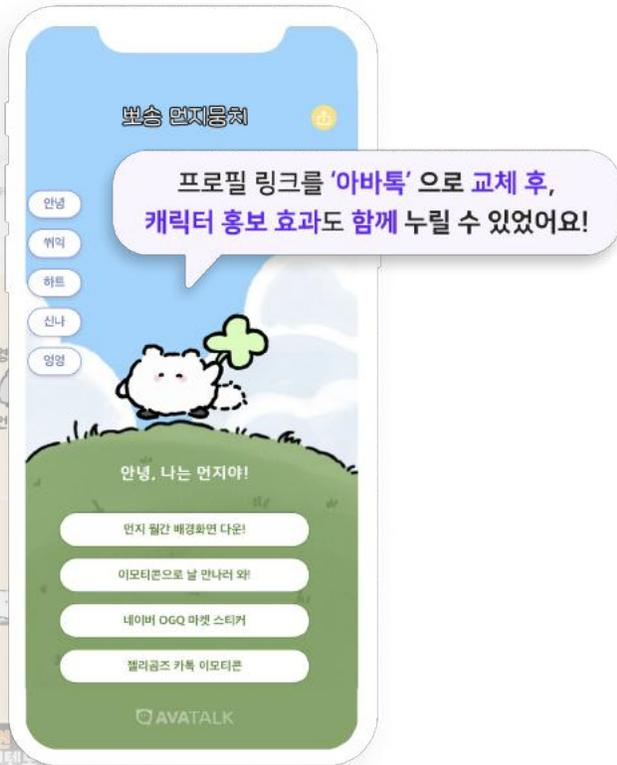 뽀송 먼지뭉치
프로필 링크를 '아바톡' 으로 교체 후,
캐릭터 홍보 효과도 함께 누릴 수 있었어요!
안녕
뛰익
하트
신나
엉엉
안녕, 나는 먼지야!
먼지 월간 배경화면 다운!
이모티콘으로 날 만나러 와!
네이버 OGQ 마켓 스티커
젤리곰즈 카톡 이모티콘
AVATALK